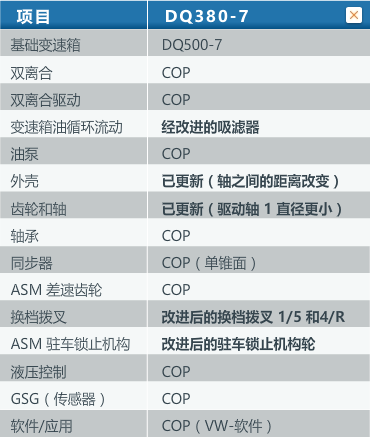 项目 DQ380-7
基础变速箱 DQ500-7
双离合 COP
双离合驱动 COP
变速箱油循环流动 经改进的吸滤器
油泵 COP
外壳 已更新（轴之间的距离改变）
齿轮和轴 已更新（驱动轴 1 直径更小）
轴承 COP
同步器 COP（单锥面）
ASM 差速齿轮 COP
换档拨叉 改进后的换档拨叉 1/5 和4/R
ASM 驻车锁止机构 改进后的驻车锁止机构轮
液压控制 COP
GSG（传感器） COP
软件/应用 COP（VW-软件）